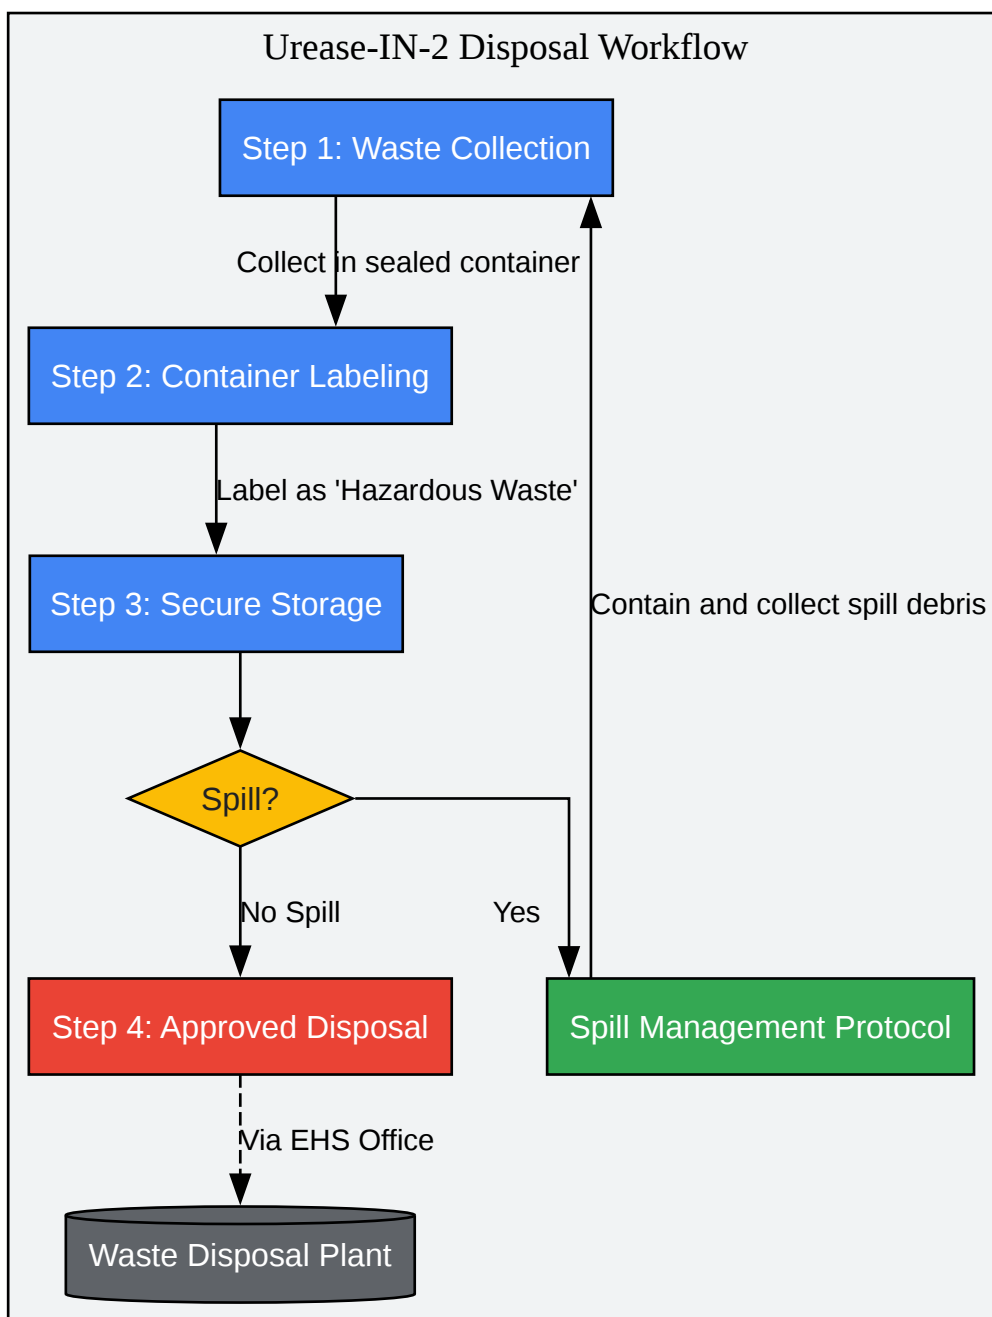 Urease-IN-2 Disposal Workflow
Step 1: Waste Collection
Collect in sealed container
Step 2: Container Labeling
Label as 'Hazardous Waste'
Step 3: Secure Storage
Contain and collect spill debris
Spill?
No Spill
Yes
Step 4: Approved Disposal
Spill Management Protocol
Via EHS Office
Waste Disposal Plant